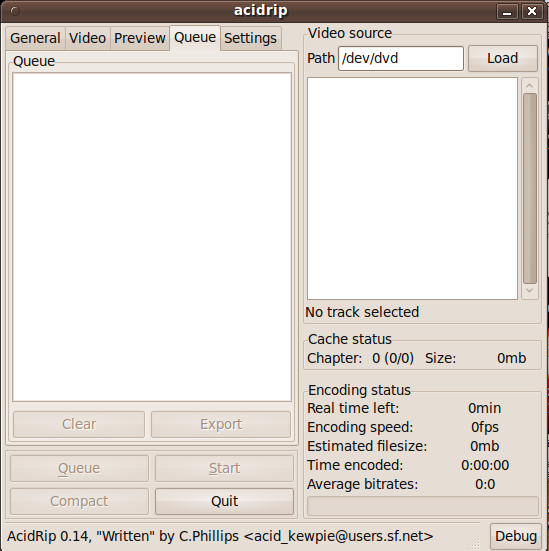 acidrip
General Video Preview Queue Settings
Queue
Clear Export
Queue Start
Compact Quit
Video source
Path /dev/dvd Load
No track selected
Cache status
Chapter: 0 (0/0) Size: 0mb
Encoding status
Real time left: 0min
Encoding speed: 0fps
Estimated filesize: 0mb
Time encoded: 0:00:00
Average bitrates: 0:0
AcidRip 0.14, "Written" by C.Phillips <acid_kewpie@users.sf.net> Debug